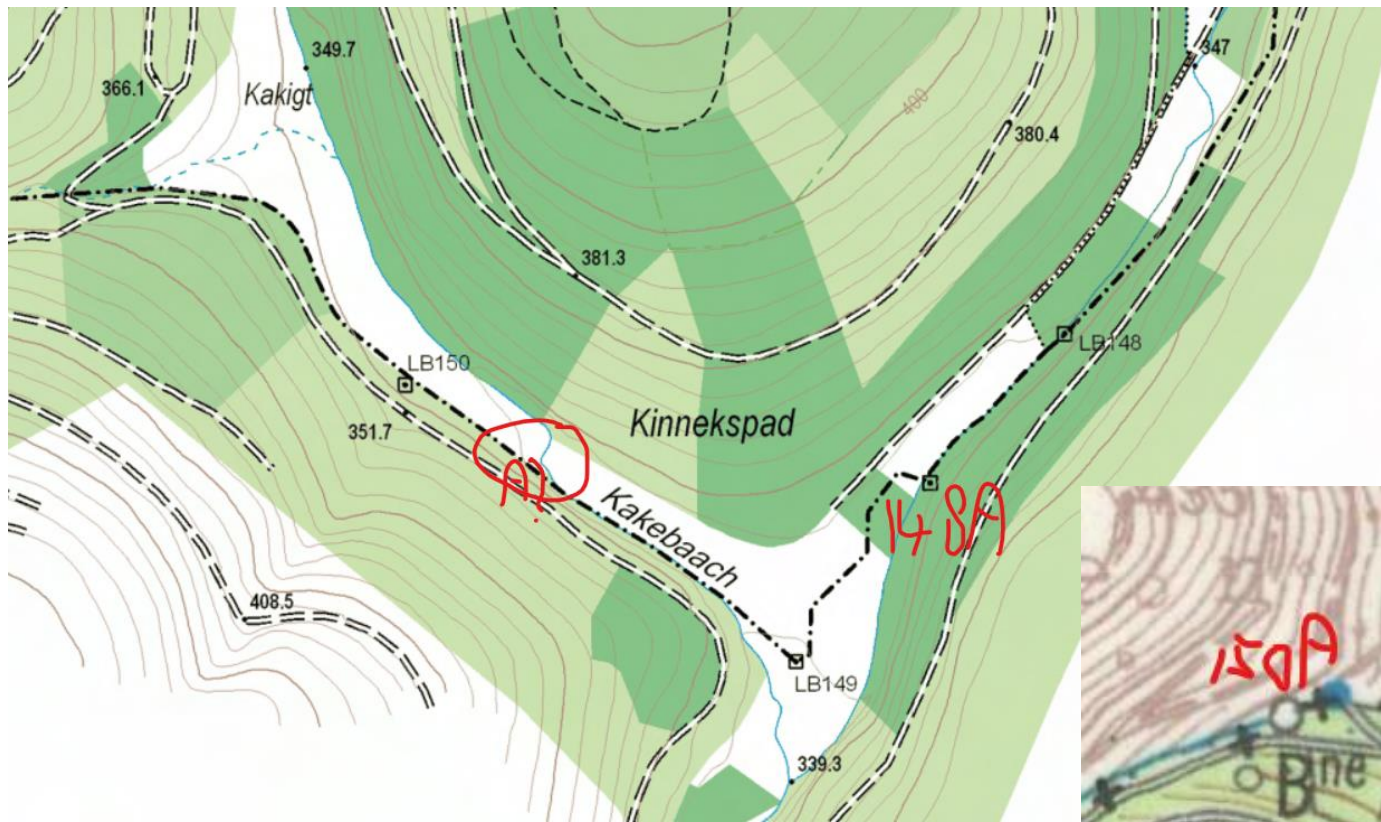 349.7
347
366.1
Kakigt
400
380.4
381.3
LB148
LB150
351.7
Kinnekspad
A?
Kakebaach
148A
408.5
LB149
150A
339.3
Bine